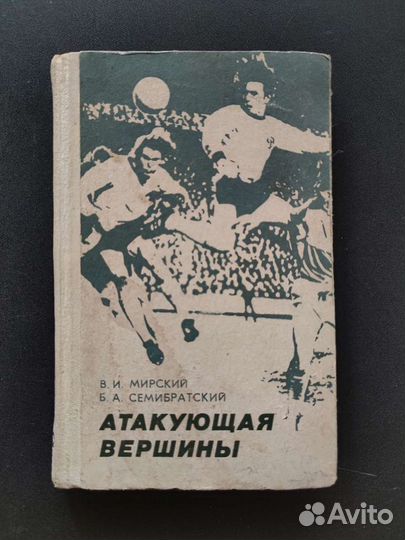 В. И. МИРСКИЙ
Б. А. СЕМИБРАТСКИЙ
АТАКУЮЩАЯ
ВЕРШИНЫ
Avito